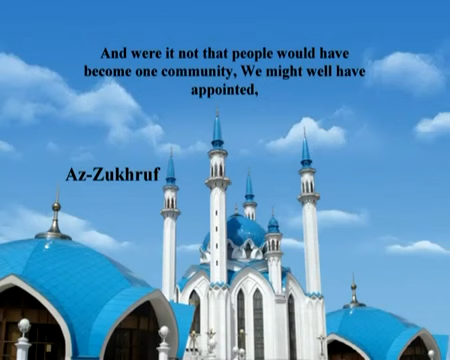 And were it not that people would have
become one community, We might well have
appointed,
Az-Zukhruf